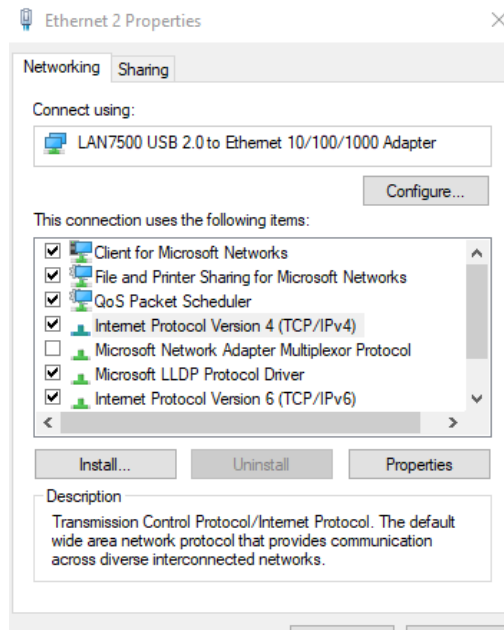 Ethernet 2 Properties
Networking
Sharing
Connect using:
LAN7500 USB 2.0 to Ethernet 10/100/1000 Adapter
Configure...
This connection uses the following items:
Client for Microsoft Networks
File and Printer Sharing for Microsoft Networks
QoS Packet Scheduler
Internet Protocol Version 4 (TCP/IPv4)
Microsoft Network Adapter Multiplexor Protocol
Microsoft LLDP Protocol Driver
Internet Protocol Version 6 (TCP/IPv6)
Install...
Uninstall
Properties
Description
Transmission Control Protocol/Internet Protocol. The default
wide area network protocol that provides communication
across diverse interconnected networks.